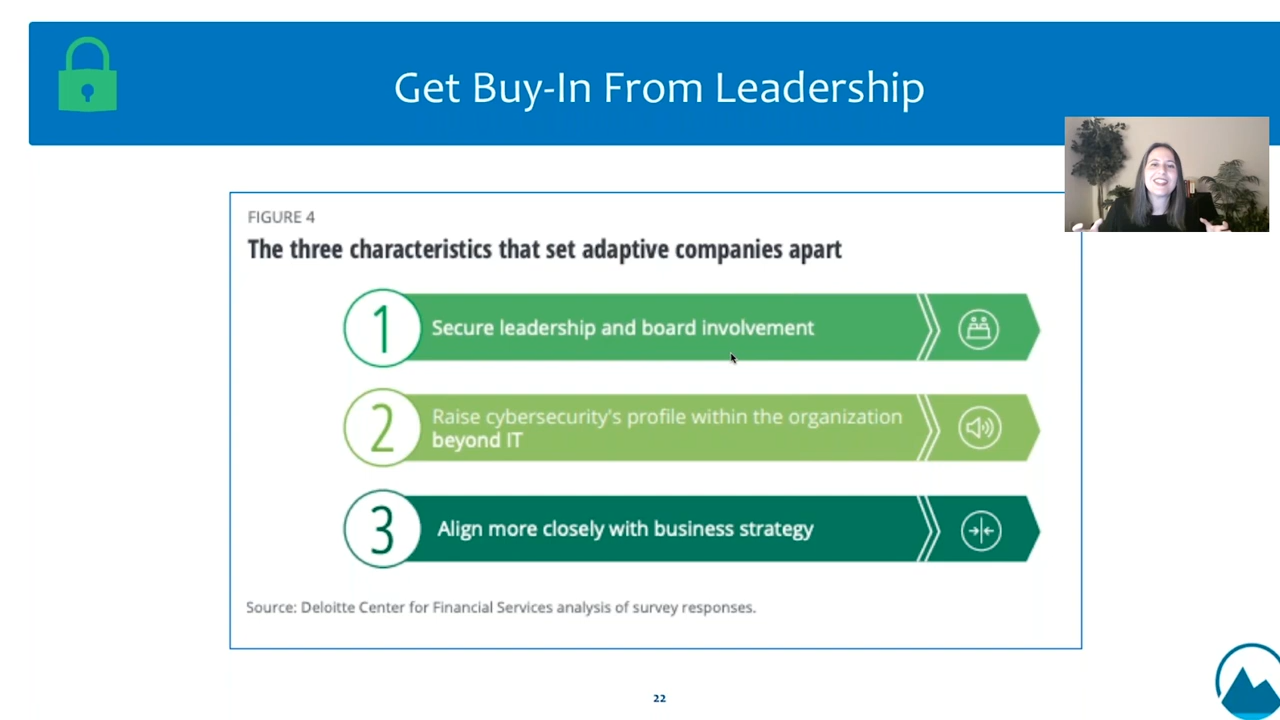 Get Buy-In From Leadership
FIGURE 4
The three characteristics that set adaptive companies apart
1
Secure leadership and board involvement
2
Raise cybersecurity's profile within the organization
beyond IT
3
Align more closely with business strategy
Source: Deloitte Center for Financial Services analysis of survey responses.
22